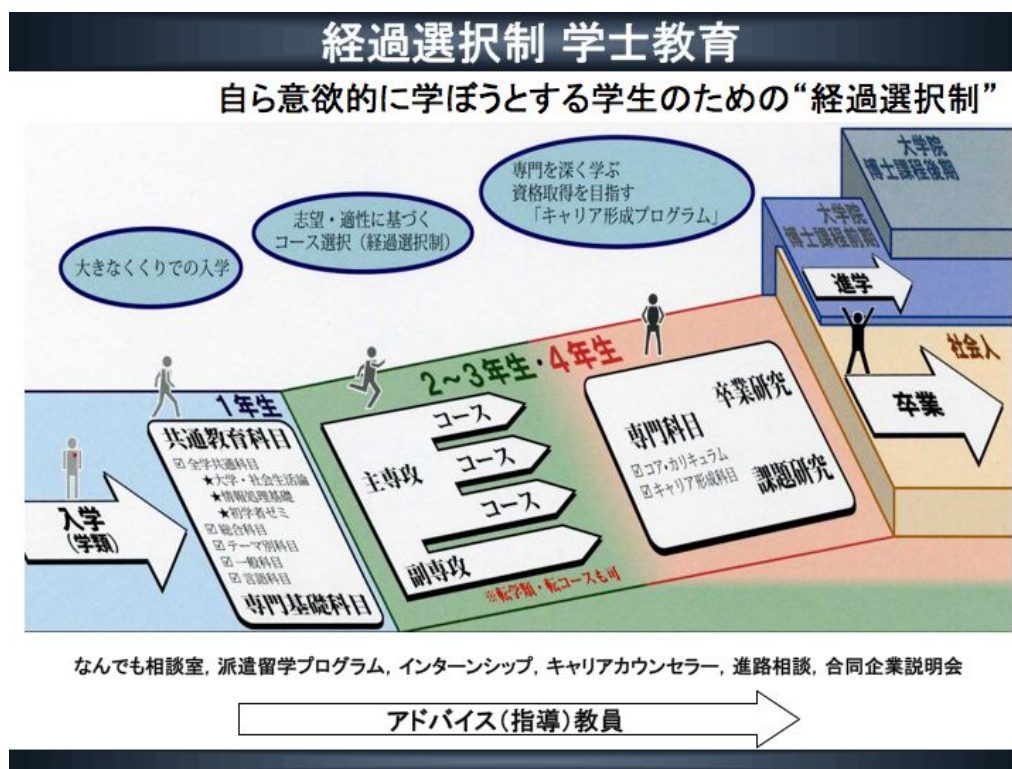 経過選択制 学士教育
自ら意欲的に学ぼうとする学生のための“経過選択制”
大きなくくりでの入学
志望・適性に基づく
コース選択（経過選択制）
専門を深く学ぶ
資格取得を目指す
「キャリア形成プログラム」
大学院
博士課程後期
大学院
博士課程前期
進学
社会人
卒業
入学
（学類）
1年生
共通教育科目
☑全学共通科目
★大学・社会生活論
★情報処理基礎
★初学者ゼミ
☑総合科目
☑テーマ別科目
☑一般科目
☑言語科目
専門基礎科目
2～3年生・4年生
主専攻
コース
コース
コース
副専攻
※転学類・転コースも可
卒業研究
専門科目
☑コア・カリキュラム
☑キャリア形成科目
課題研究
なんでも相談室, 派遣留学プログラム, インターンシップ, キャリアカウンセラー, 進路相談, 合同企業説明会
アドバイス（指導）教員